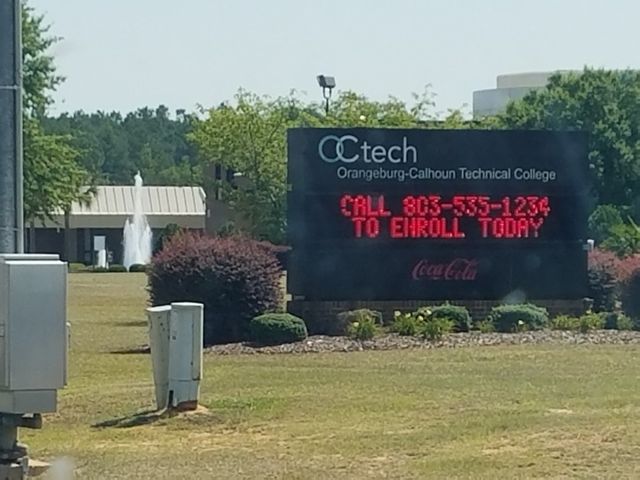 OCtech
Orangeburg-Calhoun Technical College
CALL 803-535-1234
TO ENROLL TODAY
Coca-Cola